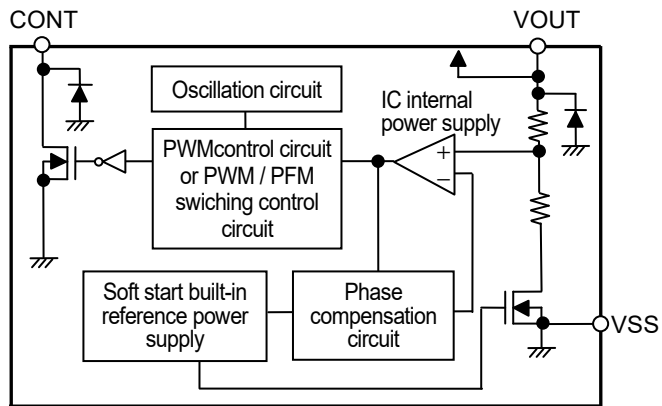 CONT
VOUT
Oscillation circuit
IC internal
power supply
PWMcontrol circuit
or PWM / PFM
swiching control
circuit
+
−
Soft start built-in
reference power
supply
Phase
compensation
circuit
VSS